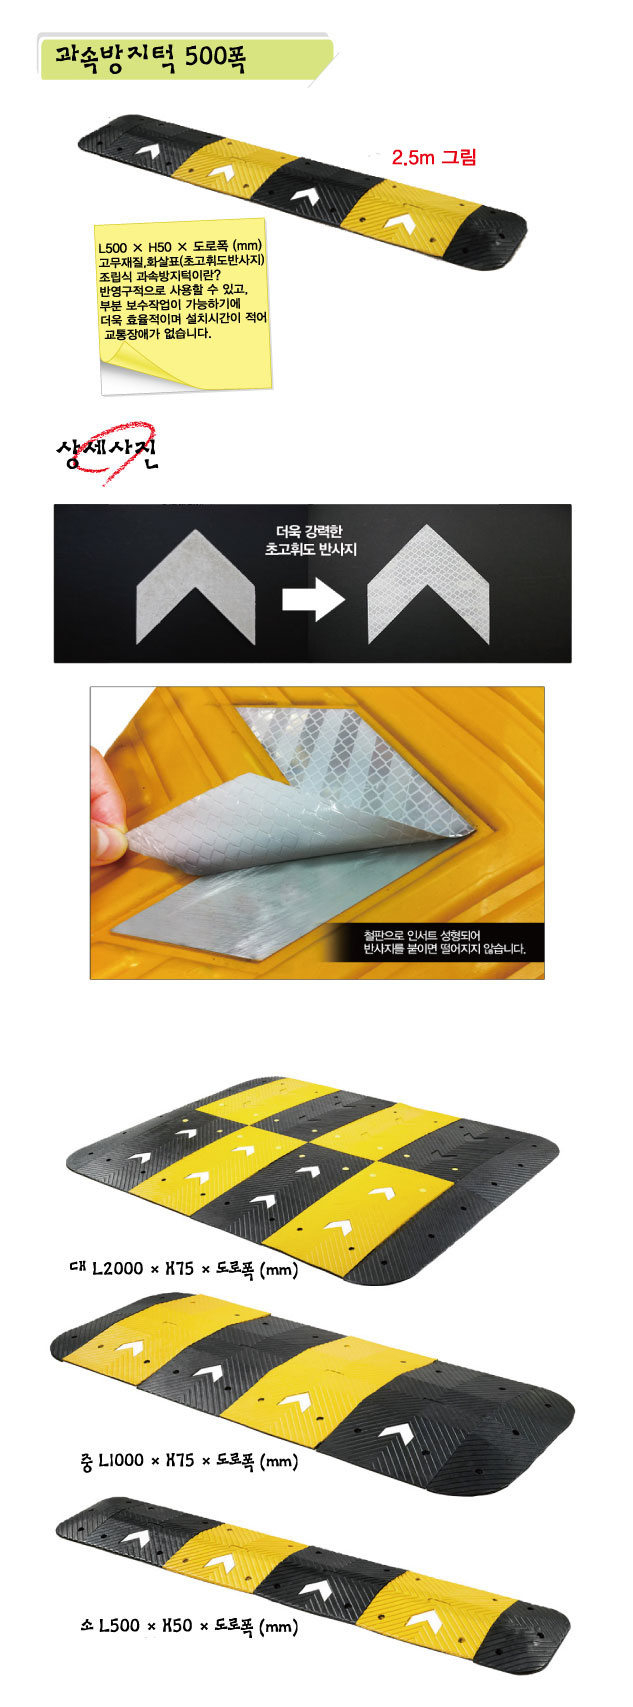 과속방지턱 500폭
2.5m 그림
L500 × H50 × 도로폭 (mm)
고무재질,화살표(초고휘도반사지)
조립식 과속방지턱이란?
반영구적으로 사용할 수 있고,
부분 보수작업이 가능하기에
더욱 효율적이며 설치시간이 적어
교통장애가 없습니다.
상세사진
더욱 강력한
초고휘도 반사지
철판으로 인서트 성형되어
반사지를 붙이면 떨어지지 않습니다.
대 L2000 × H75 × 도로폭 (mm)
중 L1000 × H75 × 도로폭 (mm)
소 L500 × H50 × 도로폭 (mm)